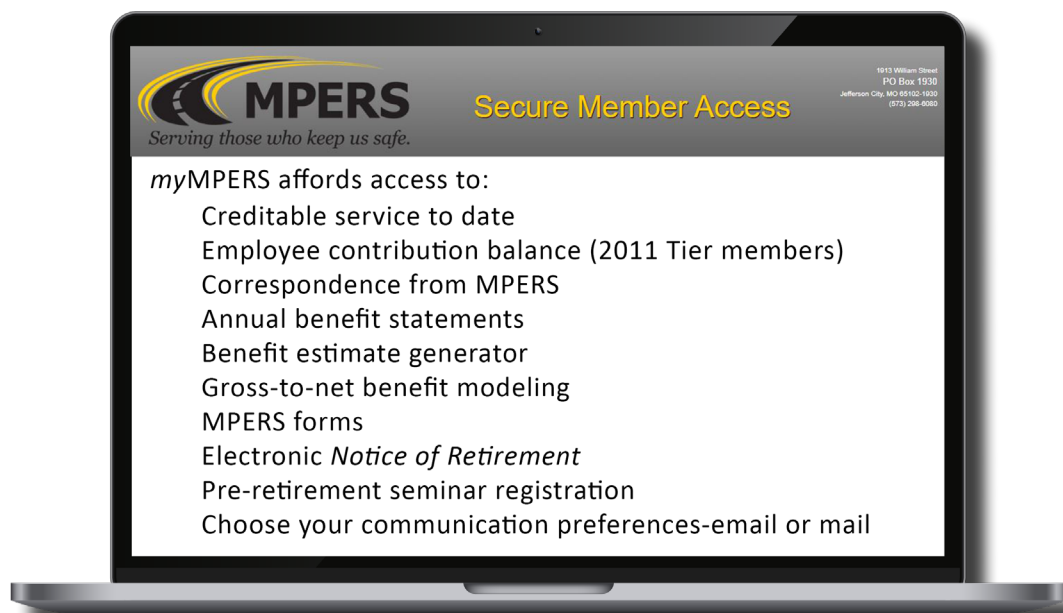 MPERS
Serving those who keep us safe.
Secure Member Access
1913 William Street
PO Box 1930
Jefferson City, MO 65102-1930
(573) 298-6080
myMPERS affords access to:
Creditable service to date
Employee contribution balance (2011 Tier members)
Correspondence from MPERS
Annual benefit statements
Benefit estimate generator
Gross-to-net benefit modeling
MPERS forms
Electronic Notice of Retirement
Pre-retirement seminar registration
Choose your communication preferences-email or mail